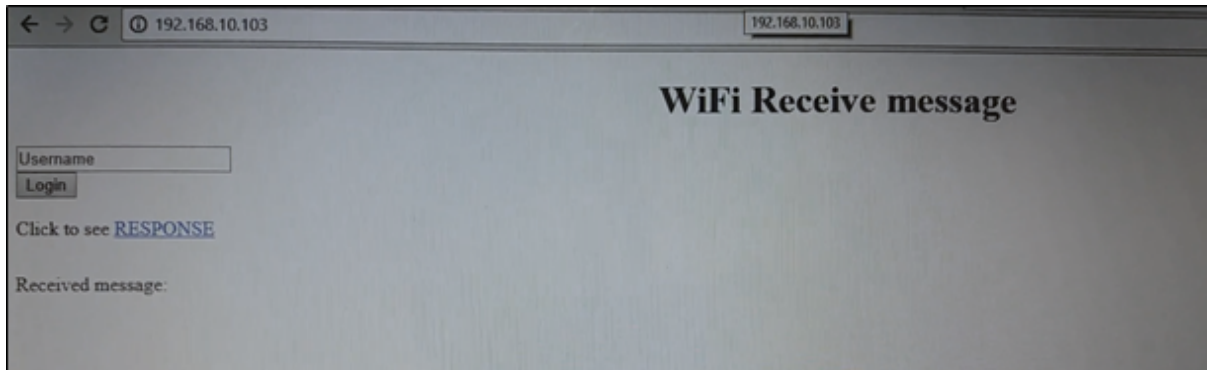 192.168.10.103
192.168.10.103
WiFi Receive message
Username
Login
Click to see RESPONSE
Received message: